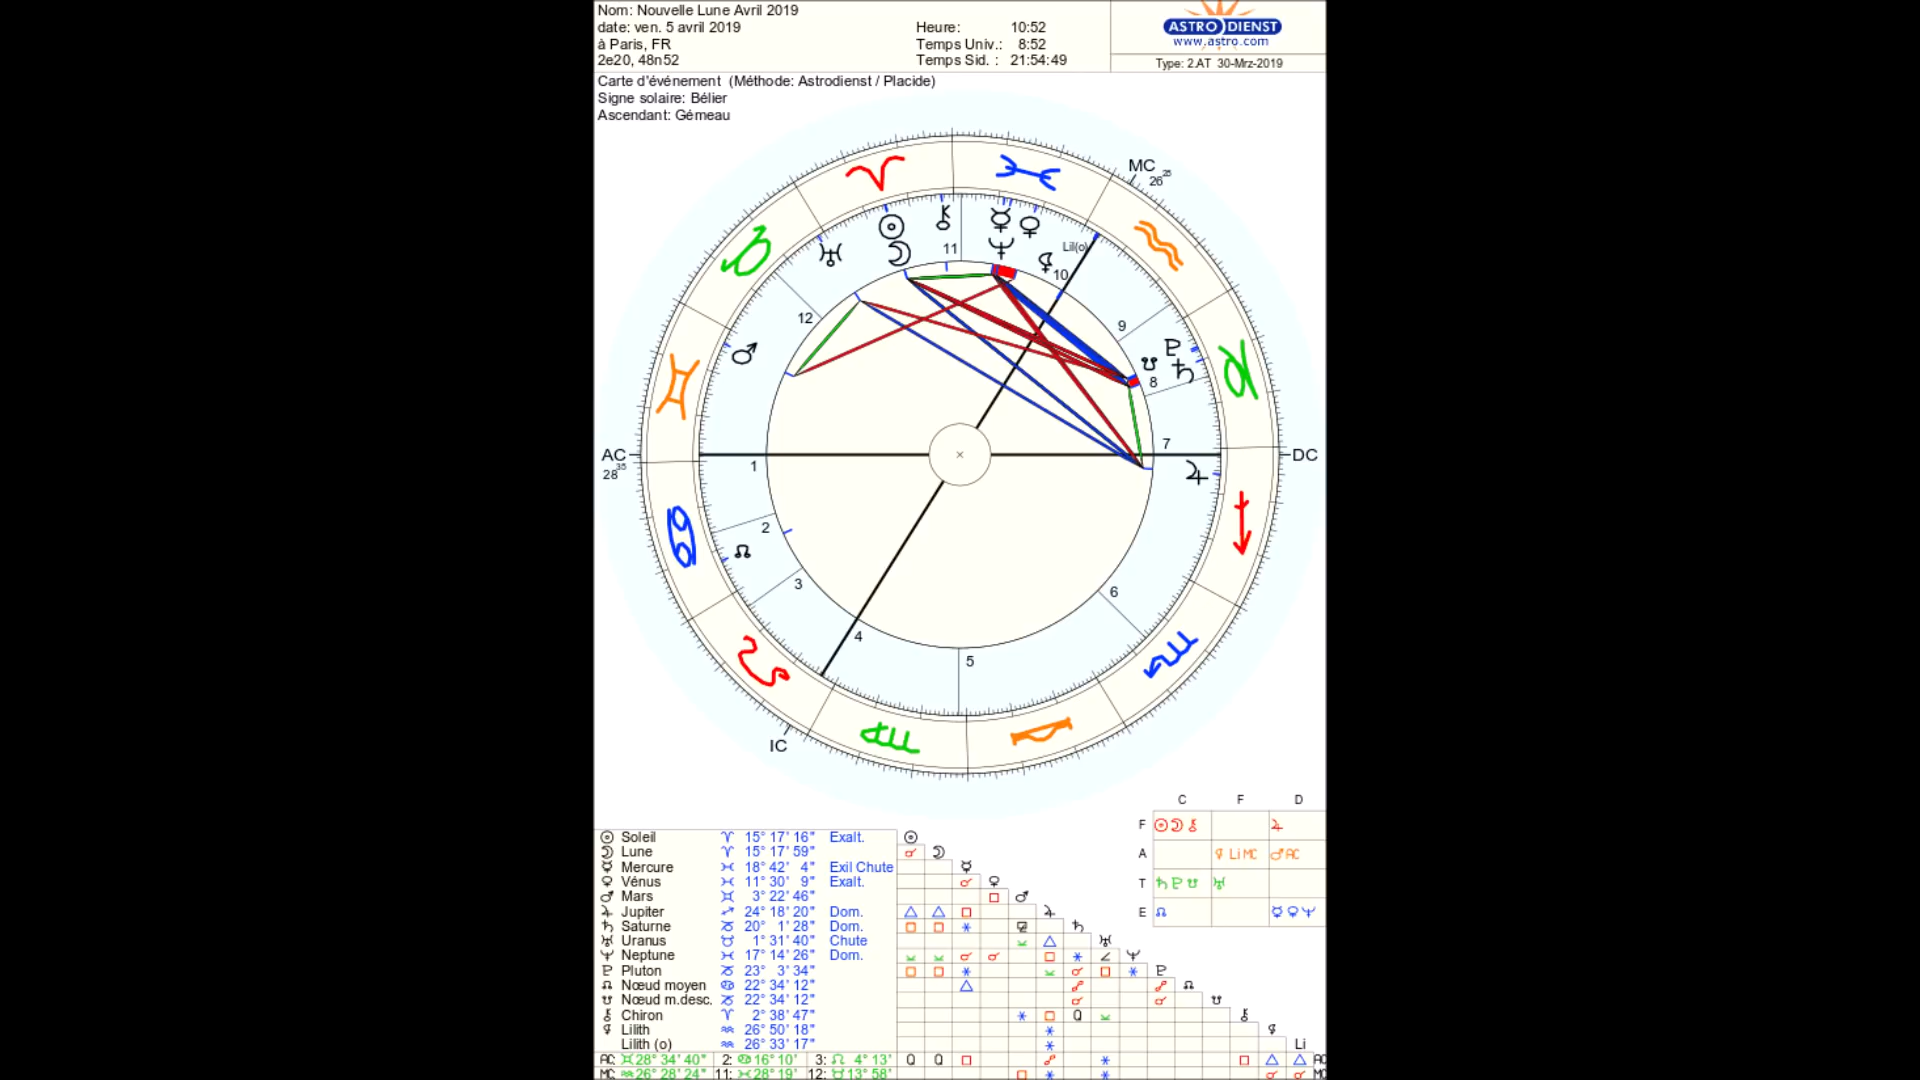 Nom: Nouvelle Lune Avril 2019
date: ven. 5 avril 2019
à Paris, FR
2e20, 48n52
Heure: 10:52
Temps Univ.: 8:52
Temps Sid. : 21:54:49
ASTRO DIENST
www.astro.com
Type: 2.AT 30-Mrz-2019
Carte d'événement (Méthode: Astrodienst / Placide)
Signe solaire: Bélier
Ascendant: Gémeau
MC
26 28
11
Lil(o)
10
12
9
8
AC
28 35
7
DC
1
2
3
6
4
5
IC
C F D
F
A Li MC AC
T
E
Soleil 15° 17' 16" Exalt.
Lune 15° 17' 59"
Mercure 18° 42' 4" Exil Chute
Vénus 11° 30' 9" Exalt.
Mars 3° 22' 46"
Jupiter 24° 18' 20" Dom.
Saturne 20° 1' 28" Dom.
Uranus 1° 31' 40" Chute
Neptune 17° 14' 26" Dom.
Pluton 23° 3' 34"
Nœud moyen 22° 34' 12"
Nœud m.desc. 22° 34' 12"
Chiron 2° 38' 47" Q
Lilith 26° 50' 18"
Lilith (o) 26° 33' 17" Li
AC: 28° 34' 40" 2: 16° 10' 3: 4° 13' Q Q
MC: 26° 28' 24" 11: 28° 19' 12: 13° 58'